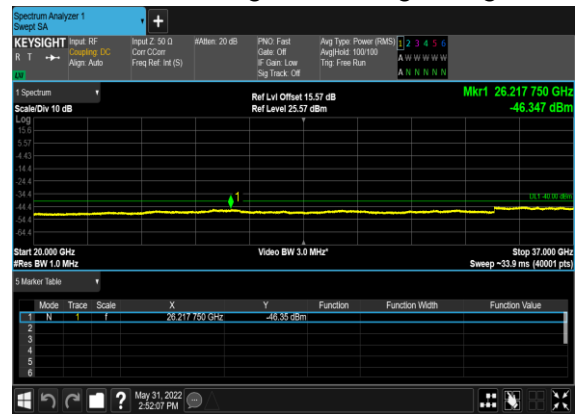 Spectrum Analyzer 1
Swept SA
+
KEYSIGHT Input: RF Input Z: 50 Ω #Atten: 20 dB PNO: Fast Avg Type: Power (RMS) 1 2 3 4 5 6
R T Coupling: DC Corr CCorr Gate: Off Avg|Hold: 100/100 A W W W W W
Align: Auto Freq Ref: Int (S) IF Gain: Low Trig: Free Run
LW Sig Track: Off A N N N N N
1 Spectrum Ref Lvl Offset 15.57 dB Mkr1 26.217 750 GHz
Scale/Div 10 dB Ref Level 25.57 dBm -46.347 dBm
Log
15.6
5.57
-4.43
-14.4
-24.4
-34.4 1 DL1 -40.00 dBm
-44.4
-54.4
-64.4
Start 20.000 GHz Video BW 3.0 MHz* Stop 37.000 GHz
#Res BW 1.0 MHz Sweep ~33.9 ms (40001 pts)
5 Marker Table
Mode Trace Scale X Y Function Function Width Function Value
1 N 1 f 26.217 750 GHz -46.35 dBm
2
3
4
5
6
? May 31, 2022
2:52:07 PM